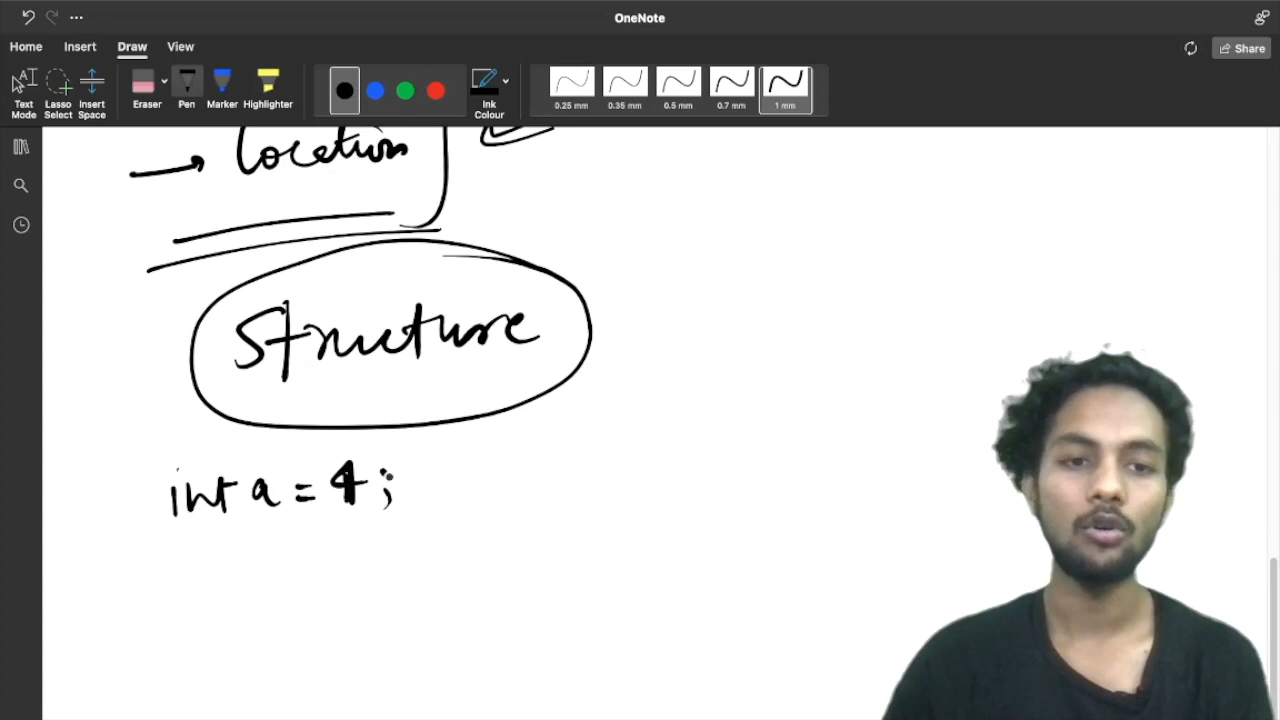 OneNote
Home Insert Draw View
Share
Text Mode
Lasso Select
Insert Space
Eraser
Pen
Marker
Highlighter
Ink Colour
0.25 mm
0.35 mm
0.5 mm
0.7 mm
1 mm
→ Location
Structure
int a = 4;